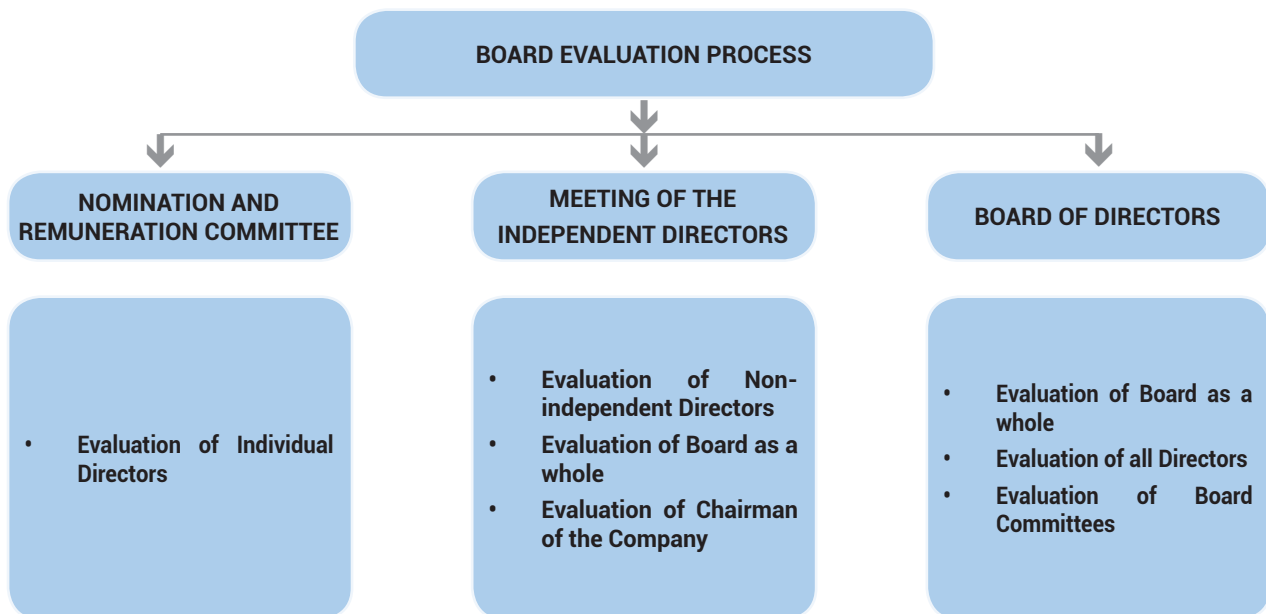 BOARD EVALUATION PROCESS
NOMINATION AND
REMUNERATION COMMITTEE
• Evaluation of Individual
Directors
MEETING OF THE
INDEPENDENT DIRECTORS
• Evaluation of Non-
independent Directors
• Evaluation of Board as a
whole
• Evaluation of Chairman
of the Company
BOARD OF DIRECTORS
• Evaluation of Board as a
whole
• Evaluation of all Directors
• Evaluation of Board
Committees